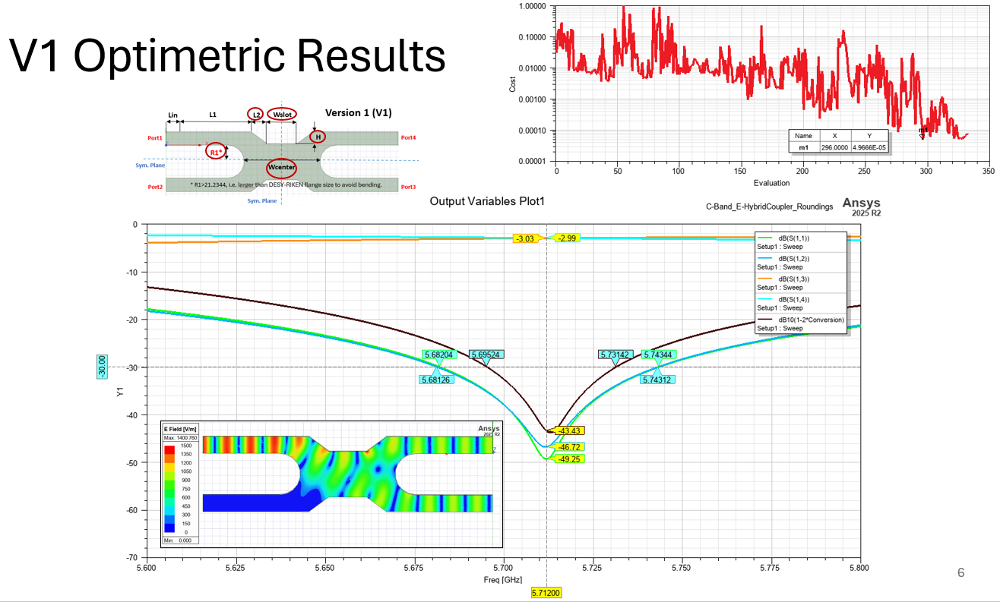 V1 Optimetric Results
1.00000
0.10000
0.01000
0.00100
0.00010
0.00001
Cost
m1
Name X Y
m1 296.0000 4.9666E-05
0 50 100 150 200 250 300 350
Evaluation
Version 1 (V1)
Lin L1 L2 Wslot
H
Port1 Port4
R1*
Sym. Plane
Wcenter
Port2 Port3
* R1>21.2344, i.e. larger than DESY-RIKEN flange size to avoid bending.
Sym. Plane
Output Variables Plot1
C-Band_E-HybridCoupler_Roundings
Ansys
2025 R2
0
-10
-20
-30
-40
-50
-60
-70
Y1
-30.00
-3.03 -2.99
dB(S(1,1))
Setup1 : Sweep
dB(S(1,2))
Setup1 : Sweep
dB(S(1,3))
Setup1 : Sweep
dB(S(1,4))
Setup1 : Sweep
dB10(1-2*Conversion)
Setup1 : Sweep
5.68204 5.69524 5.73142 5.74344
5.68126 5.74312
-43.43
-46.72
-49.25
E Field [V/m]
Max: 1400.760
1500
1350
1200
1050
900
750
600
450
300
150
0
Min: 0.000
Ansys
2025 R2
Z
5.600 5.625 5.650 5.675 5.700 5.725 5.750 5.775 5.800
Freq [GHz]
5.71200
6